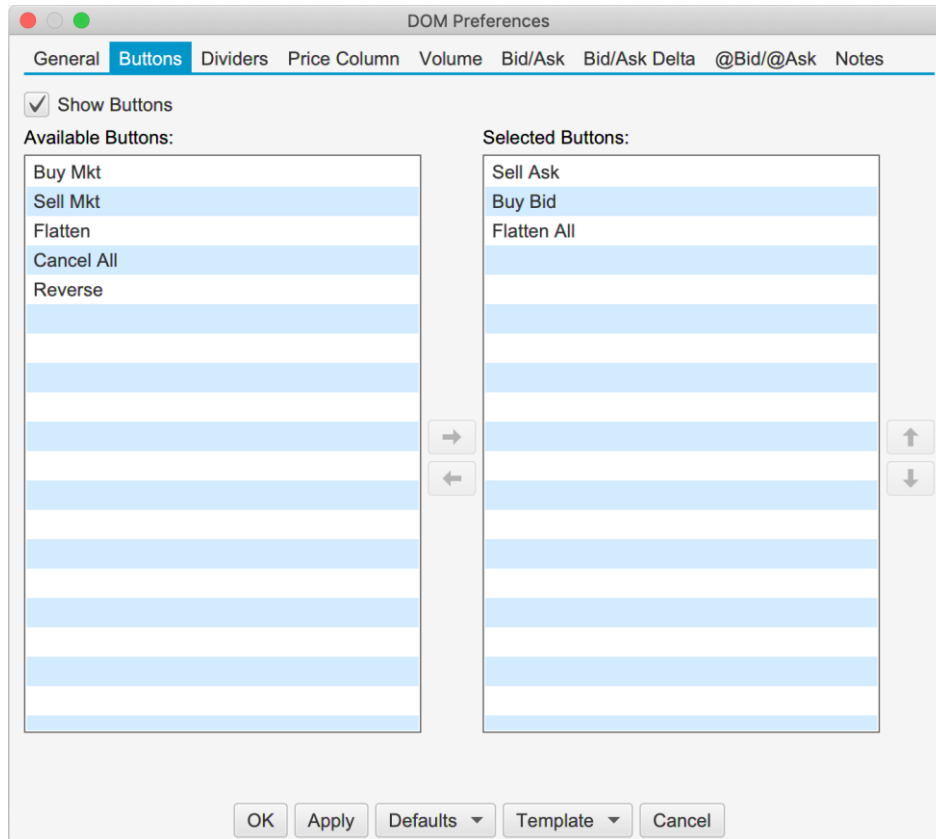 DOM Preferences
General Buttons Dividers Price Column Volume Bid/Ask Bid/Ask Delta @Bid/@Ask Notes
Show Buttons
Available Buttons:
Buy Mkt
Sell Mkt
Flatten
Cancel All
Reverse
Selected Buttons:
Sell Ask
Buy Bid
Flatten All
OK Apply Defaults Template Cancel